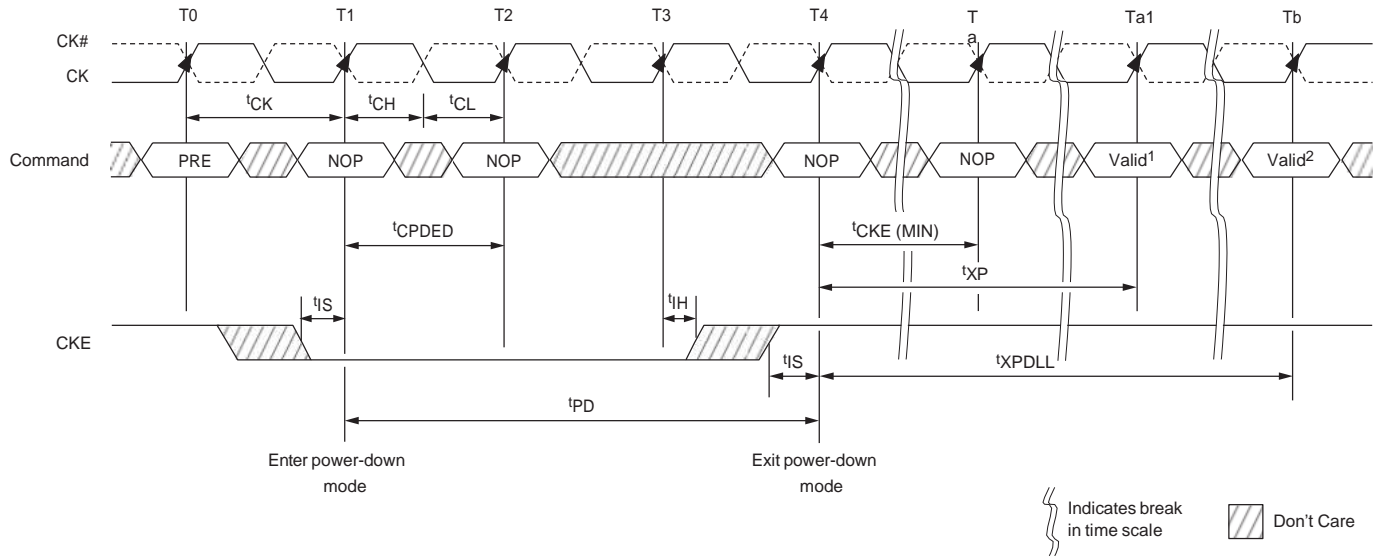 T0 T1 T2 T3 T4 T
a Ta1 Tb
CK#
CK
tCK tCH tCL
Command PRE NOP NOP NOP NOP Valid1 Valid2
tCPDED tCKE (MIN)
tXP
tIS tIH
CKE
tIS tXPDLL
tPD
Enter power-down
mode
Exit power-down
mode
Indicates break
in time scale
Don't Care